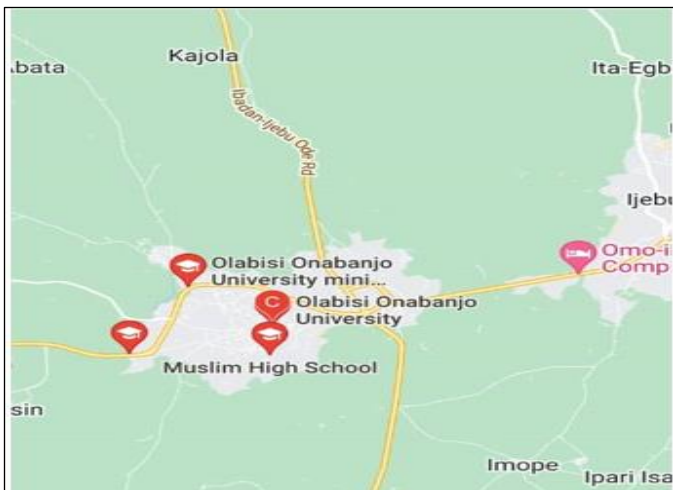 Kajola
Abata
Ita-Egb
Ibadan-Ijebu Ode Rd
Ijebu
Omo-i
Comp
Olabisi Onabanjo
University mini...
C
Olabisi Onabanjo
University
Muslim High School
sin
Imope
Ipari Isa